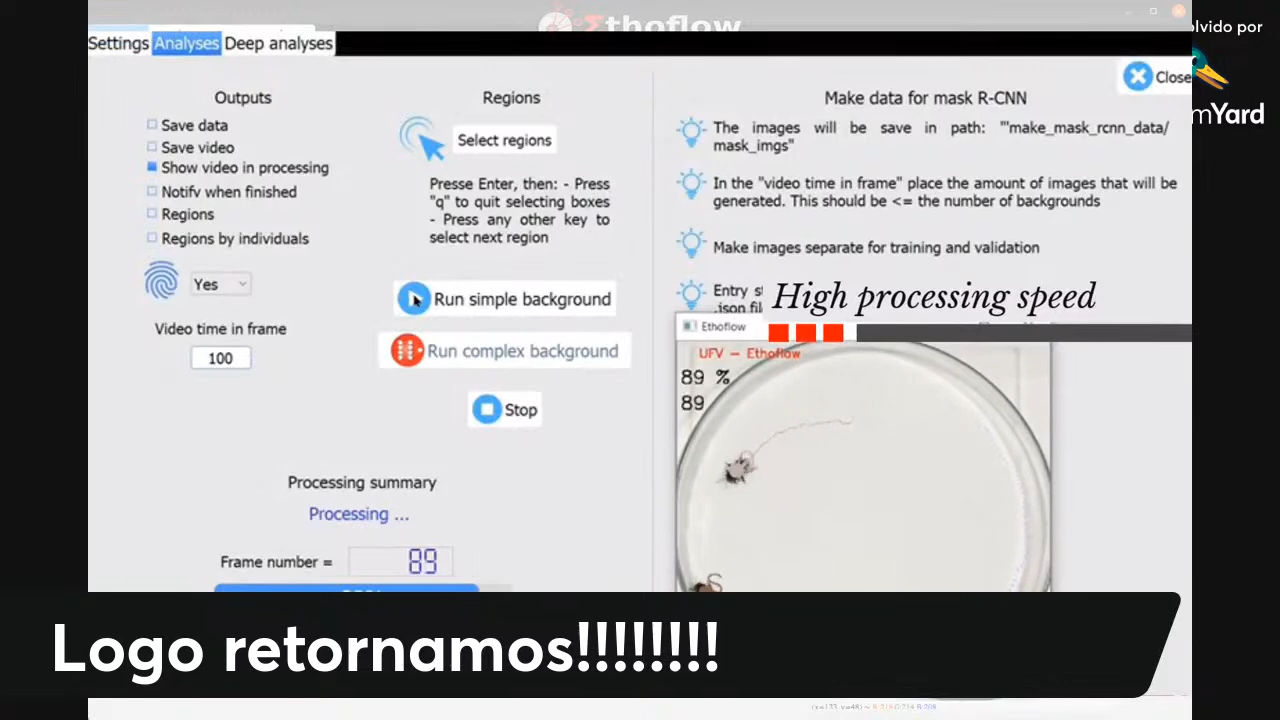 Ethoflow
olvido por
mYard
Settings Analyses Deep analyses
Close
Outputs
Save data
Save video
Show video in processing
Notify when finished
Regions
Regions by individuals
Yes
Video time in frame
100
Regions
Select regions
Presse Enter, then: - Press
"q" to quit selecting boxes
- Press any other key to
select next region
Run simple background
Run complex background
Stop
Processing summary
Processing ...
Frame number = 89
Make data for mask R-CNN
The images will be save in path: "'make_mask_rcnn_data/
mask_imgs"
In the "video time in frame" place the amount of images that will be
generated. This should be <= the number of backgrounds
Make images separate for training and validation
Entry
.json
High processing speed
Ethoflow
UFV - Ethoflow
89 %
89
Logo retornamos!!!!!!!!